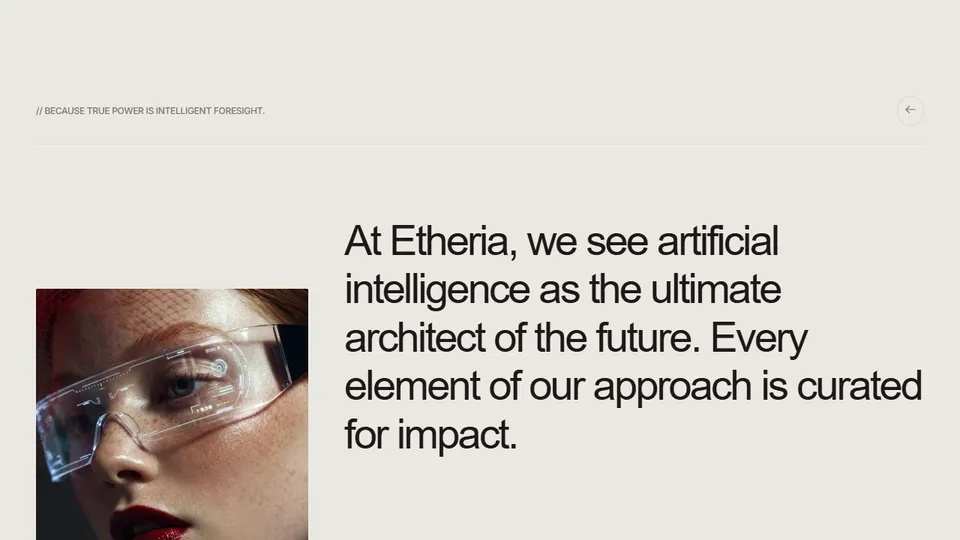 // BECAUSE TRUE POWER IS INTELLIGENT FORESIGHT.
At Etheria, we see artificial
intelligence as the ultimate
architect of the future. Every
element of our approach is curated
for impact.